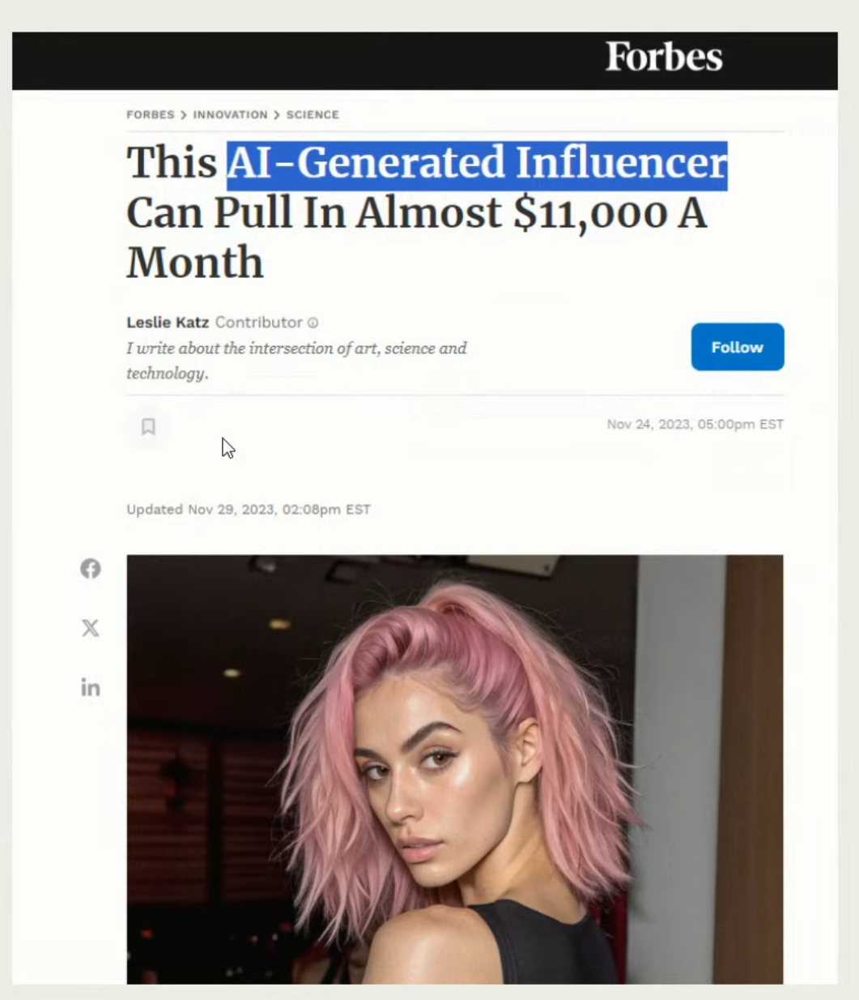 Forbes
FORBES > INNOVATION > SCIENCE
This AI-Generated Influencer
Can Pull In Almost $11,000 A
Month
Leslie Katz Contributor
I write about the intersection of art, science and
technology.
Follow
Nov 24, 2023, 05:00pm EST
Updated Nov 29, 2023, 02:08pm EST